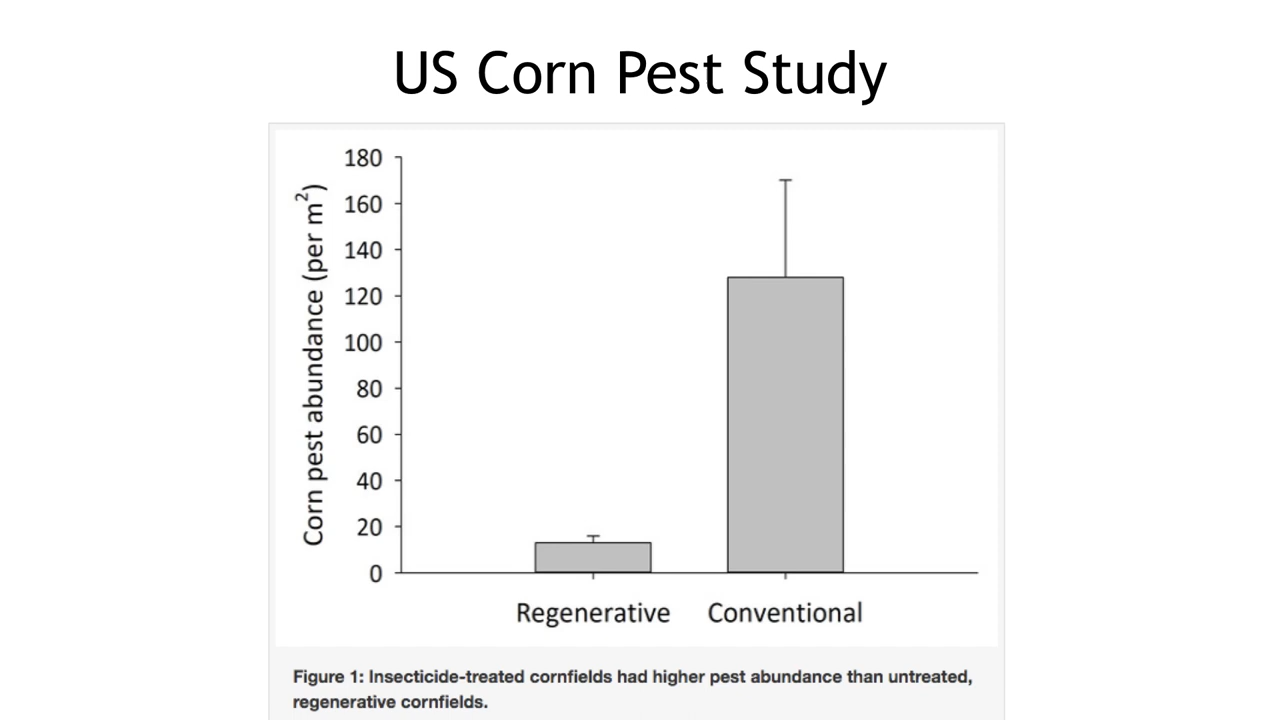 US Corn Pest Study
180
160
140
120
100
80
60
40
20
0
Corn pest abundance (per m²)
Regenerative Conventional
Figure 1: Insecticide-treated cornfields had higher pest abundance than untreated,
regenerative cornfields.